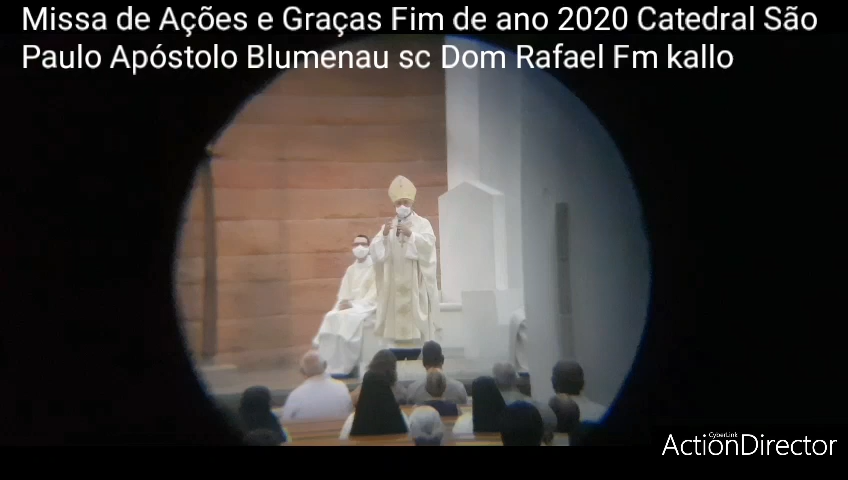 Missa de Ações e Graças Fim de ano 2020 Catedral São
Paulo Apóstolo Blumenau sc Dom Rafael Fm kallo
CyberLink
ActionDirector